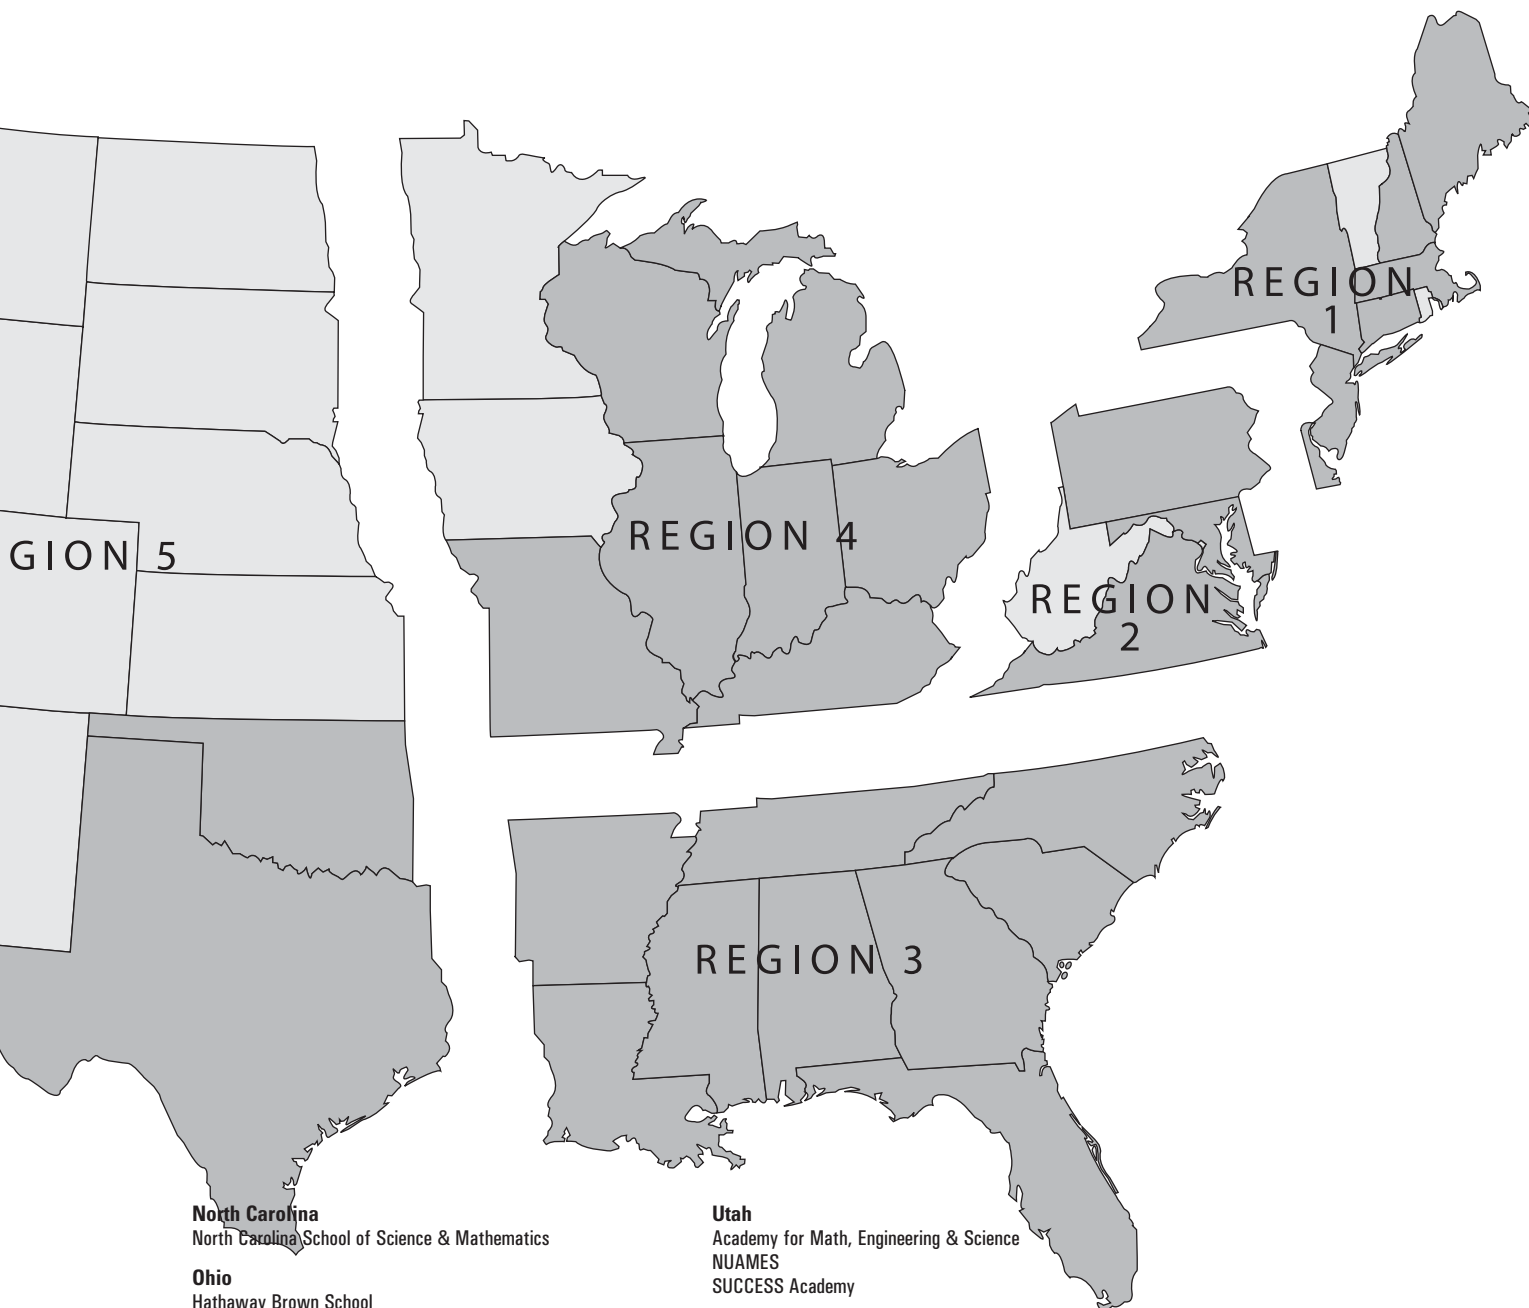 REGION
1
GION 5
REGION 4
REGION
2
REGION 3
North Carolina
North Carolina School of Science & Mathematics
Ohio
Hathaway Brown School
Utah
Academy for Math, Engineering & Science
NUAMES
SUCCESS Academy